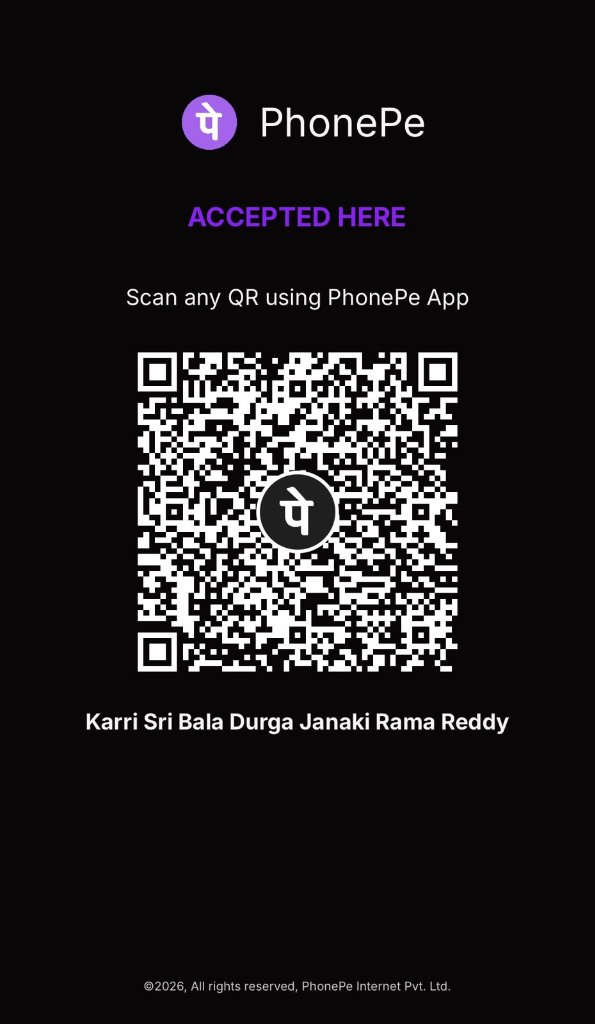 पे PhonePe
ACCEPTED HERE
Scan any QR using PhonePe App
पे
Karri Sri Bala Durga Janaki Rama Reddy
©2026, All rights reserved, PhonePe Internet Pvt. Ltd.